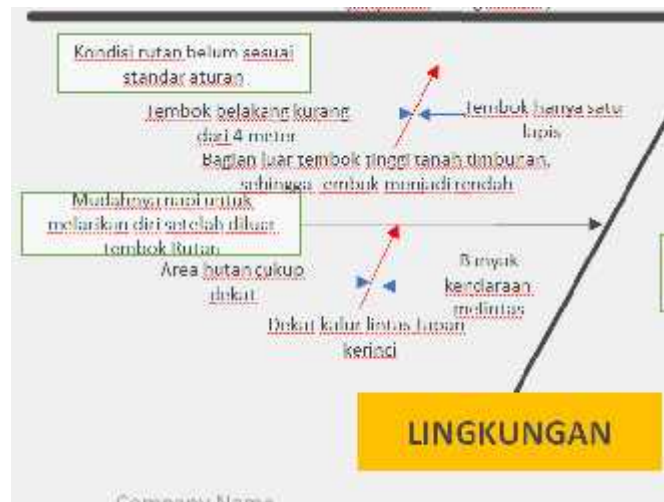 Kondisi rutan belum sesuai
standar aturan
Tembok belakang kurang
dari 4 meter
Tembok hanya satu
lapis
Bagian luar tembok tinggi tanah timbunan,
sehingga tembok menjadi rendah
Mudahnya napi untuk
melarikan diri setelah diluar
tembok Rutan
Area hutan cukup
dekat
Banyak
kendaraan
melintas
Dekat kalur lintas tapan
kerinci
LINGKUNGAN
Company Name